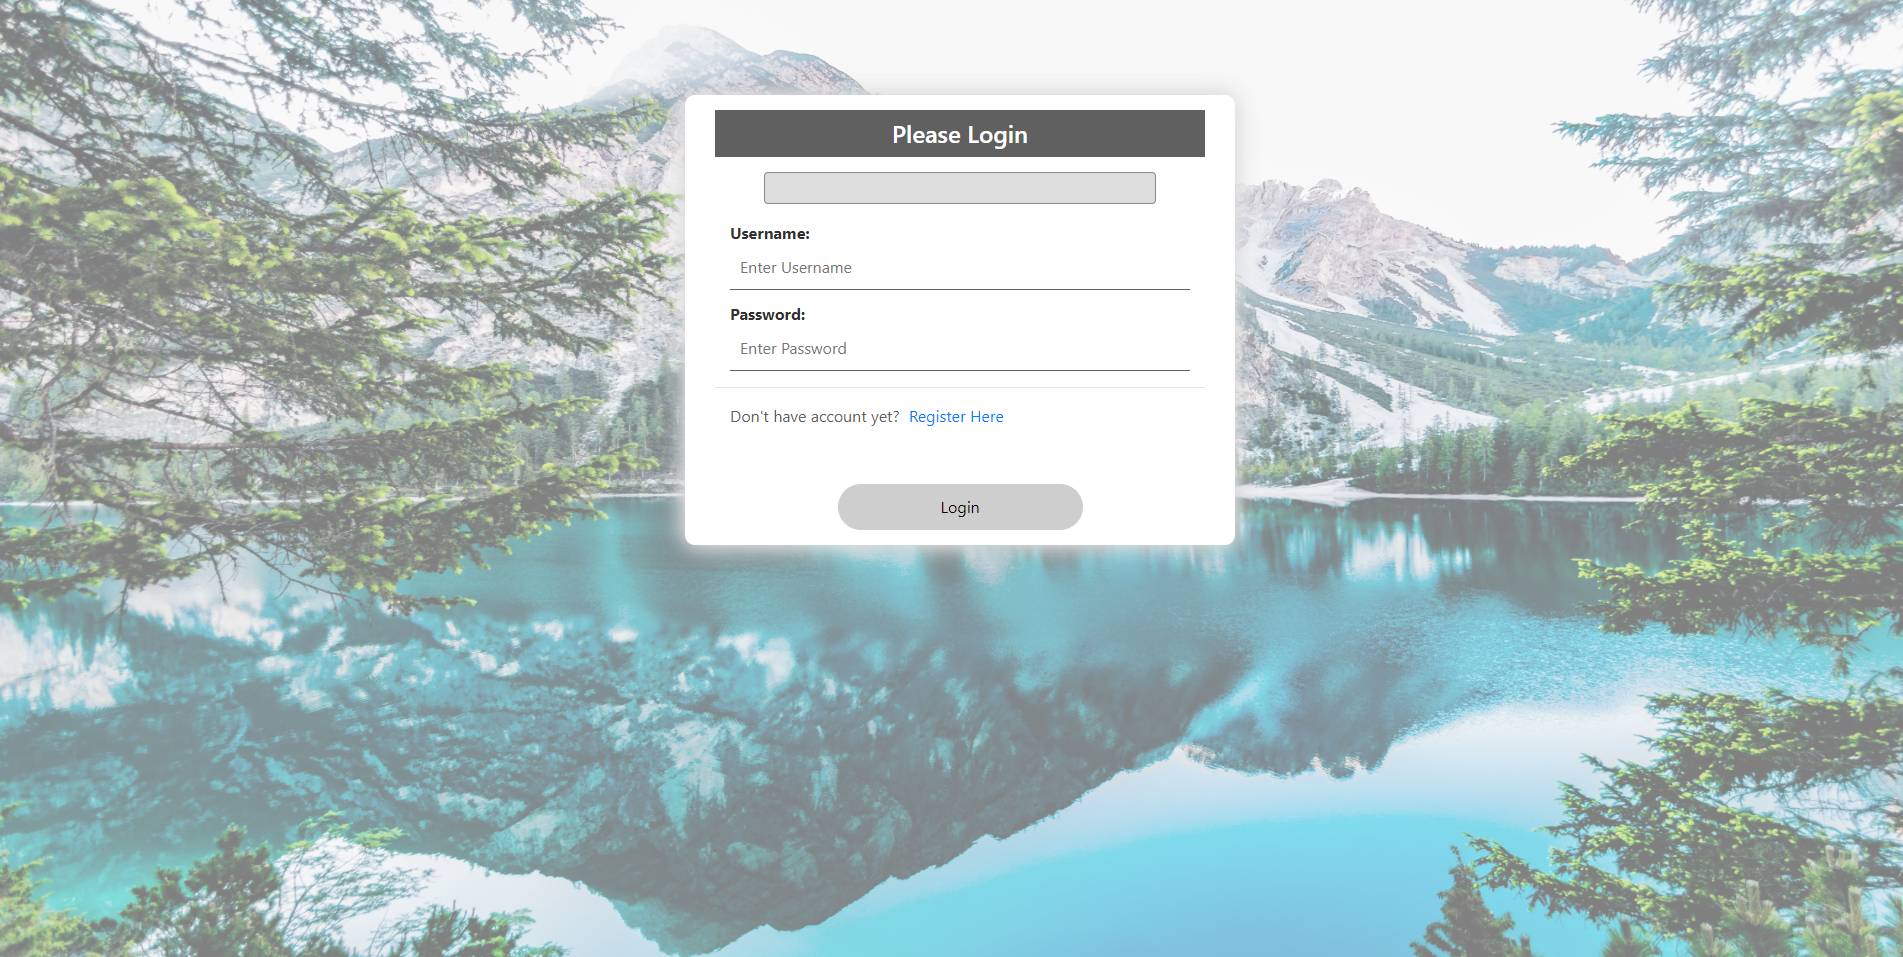 Please Login
Username:
Enter Username
Password:
Enter Password
Don't have account yet? Register Here
Login